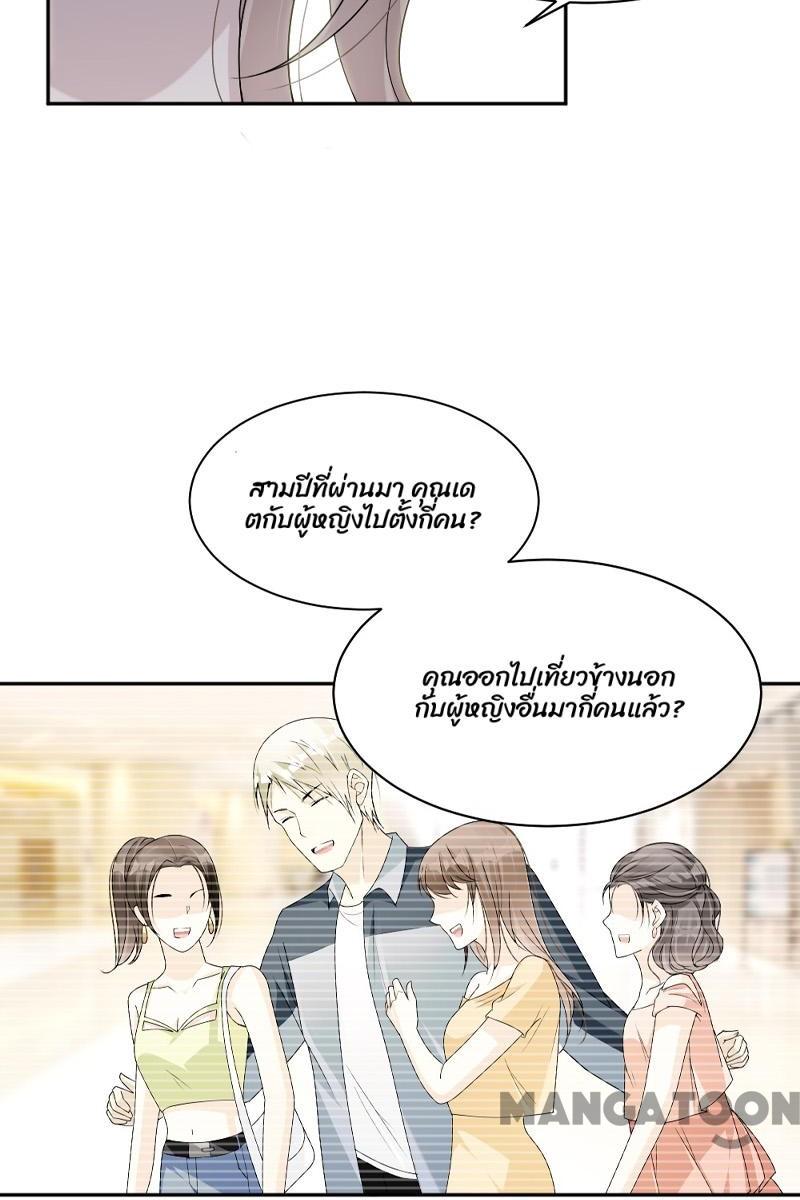 สามปีที่ผ่านมา คุณเด
ตกับผู้หญิงไปตั้งกี่คน?
คุณออกไปเที่ยวข้างนอก
กับผู้หญิงอื่นมากี่คนแล้ว?
MANGATOON